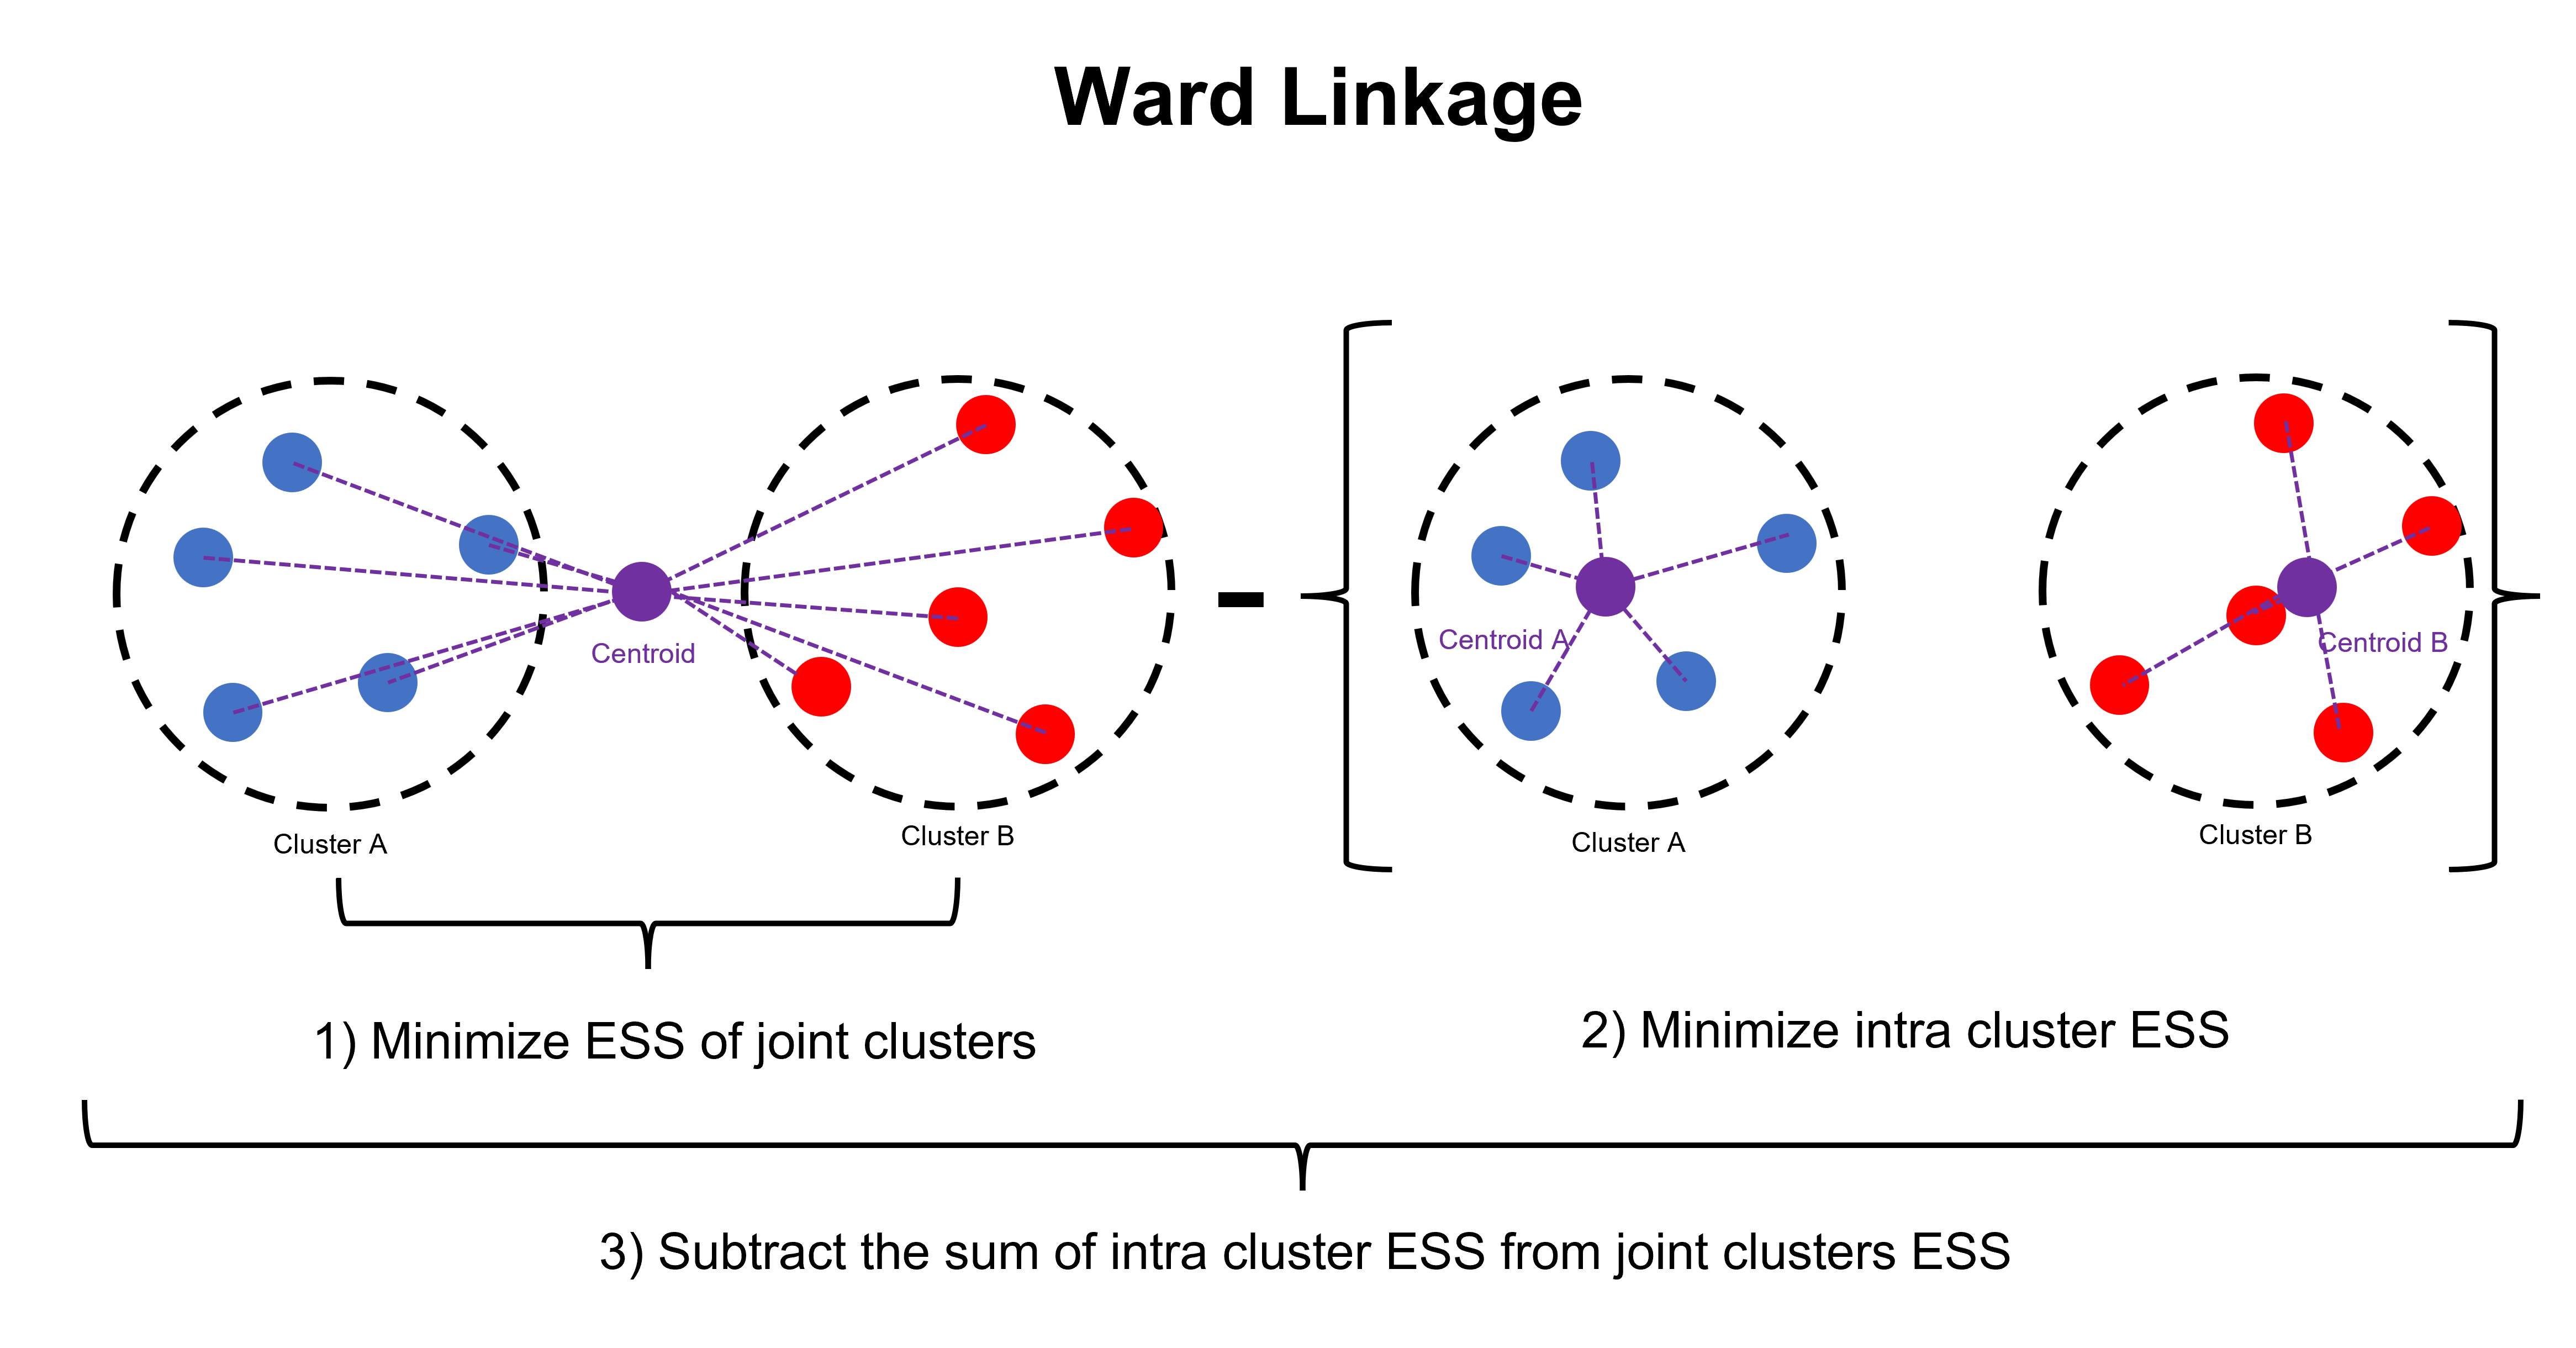 Ward Linkage
Centroid
Cluster A
Cluster B
-
Centroid A
Centroid B
Cluster A
Cluster B
1) Minimize ESS of joint clusters
2) Minimize intra cluster ESS
3) Subtract the sum of intra cluster ESS from joint clusters ESS